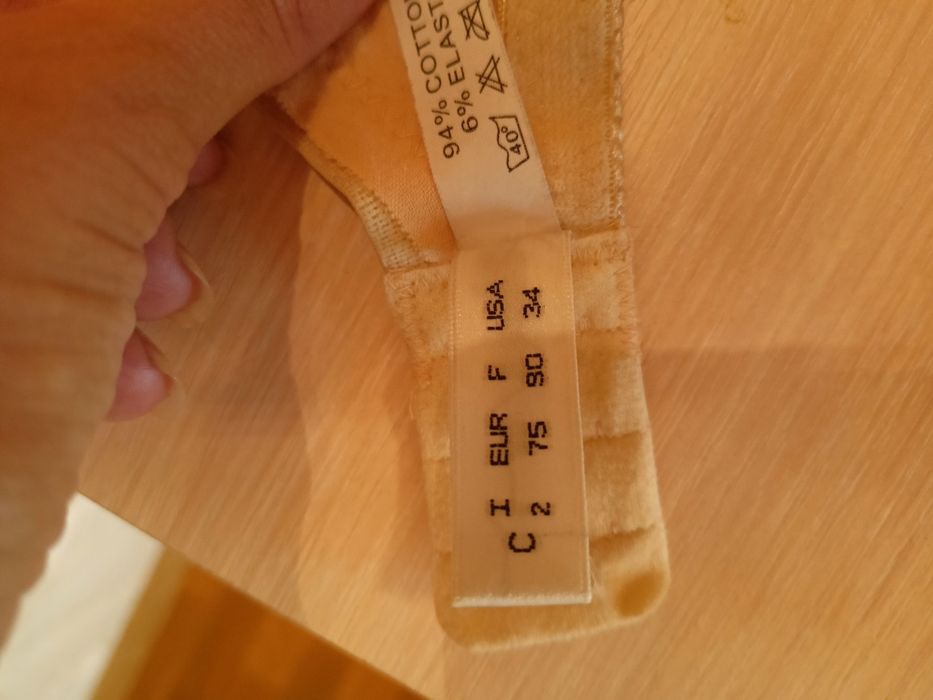 94% COTTO
6% ELAST
40°
I EUR F USA
2 75 90 34
C